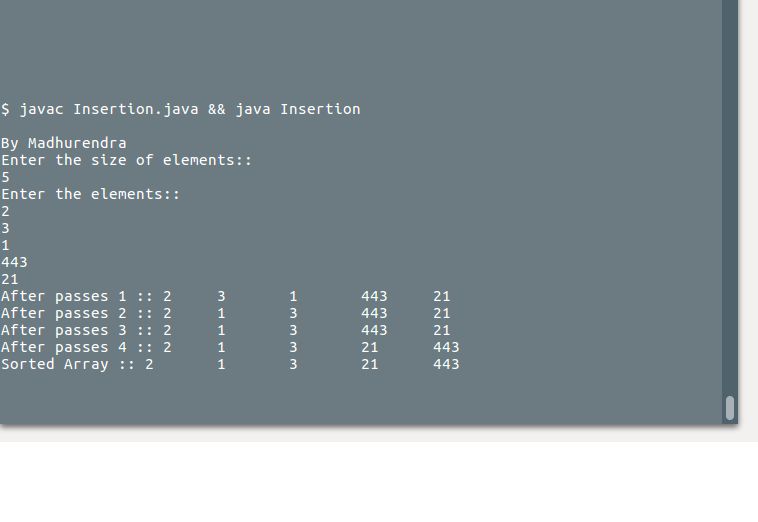 $ javac Insertion.java && java Insertion
By Madhurendra
Enter the size of elements::
5
Enter the elements::
2
3
1
443
21
After passes 1 :: 2 3 1 443 21
After passes 2 :: 2 1 3 443 21
After passes 3 :: 2 1 3 443 21
After passes 4 :: 2 1 3 21 443
Sorted Array :: 2 1 3 21 443